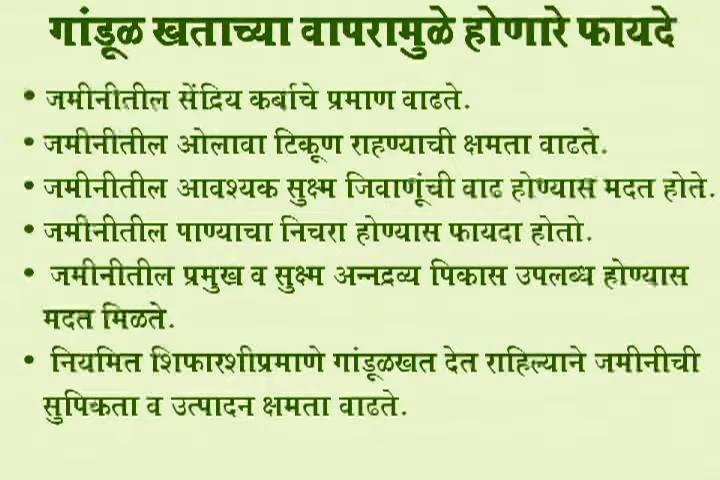 गांडूळ खताच्या वापरामुळे होणारे फायदे
• जमीनीतील सेंद्रिय कर्बाचे प्रमाण वाढते.
• जमीनीतील ओलावा टिकूण राहण्याची क्षमता वाढते.
• जमीनीतील आवश्यक सुक्ष्म जिवाणूंची वाढ होण्यास मदत होते.
• जमीनीतील पाण्याचा निचरा होण्यास फायदा होतो.
• जमीनीतील प्रमुख व सुक्ष्म अन्नद्रव्य पिकास उपलब्ध होण्यास
मदत मिळते.
• नियमित शिफारशीप्रमाणे गांडूळखत देत राहिल्याने जमीनीची
सुपिकता व उत्पादन क्षमता वाढते.